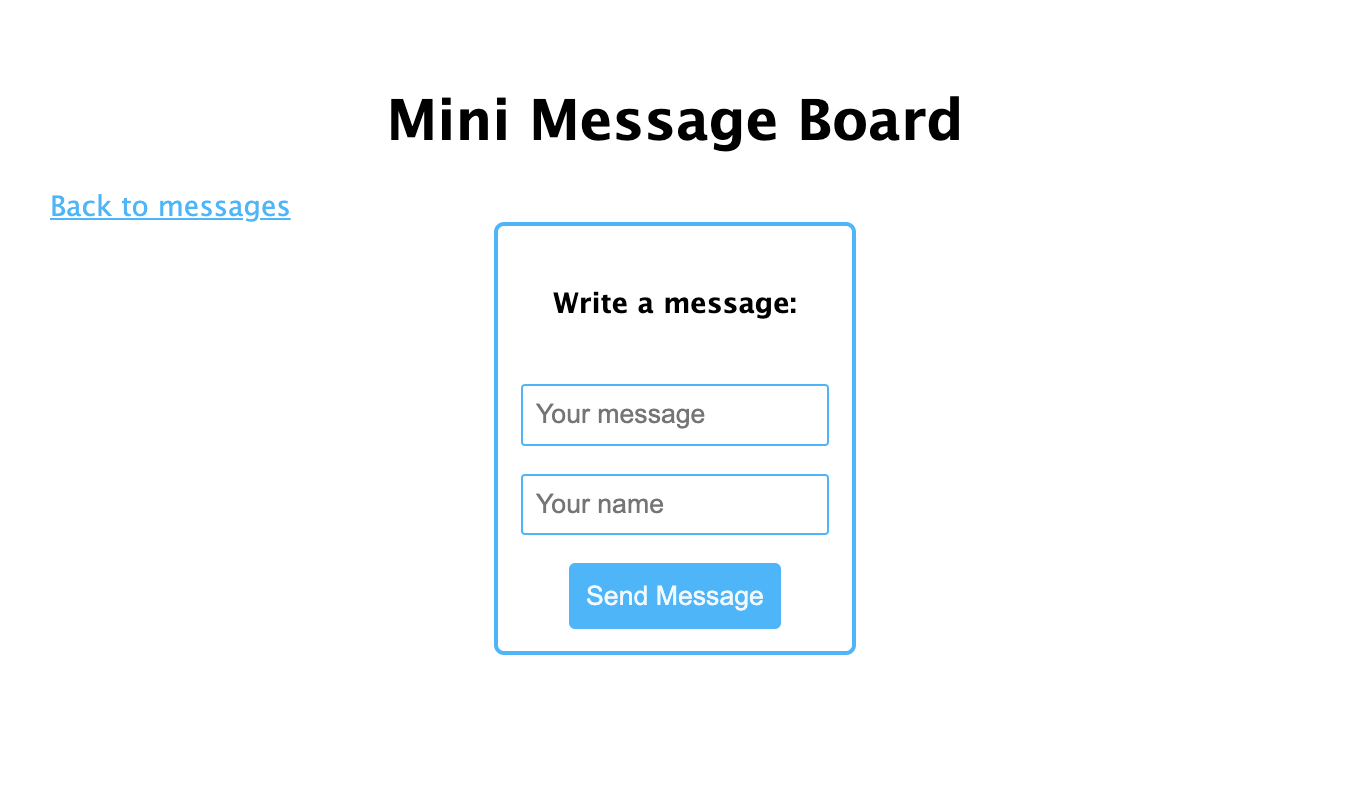 Mini Message Board
Back to messages
Write a message:
Your message
Your name
Send Message